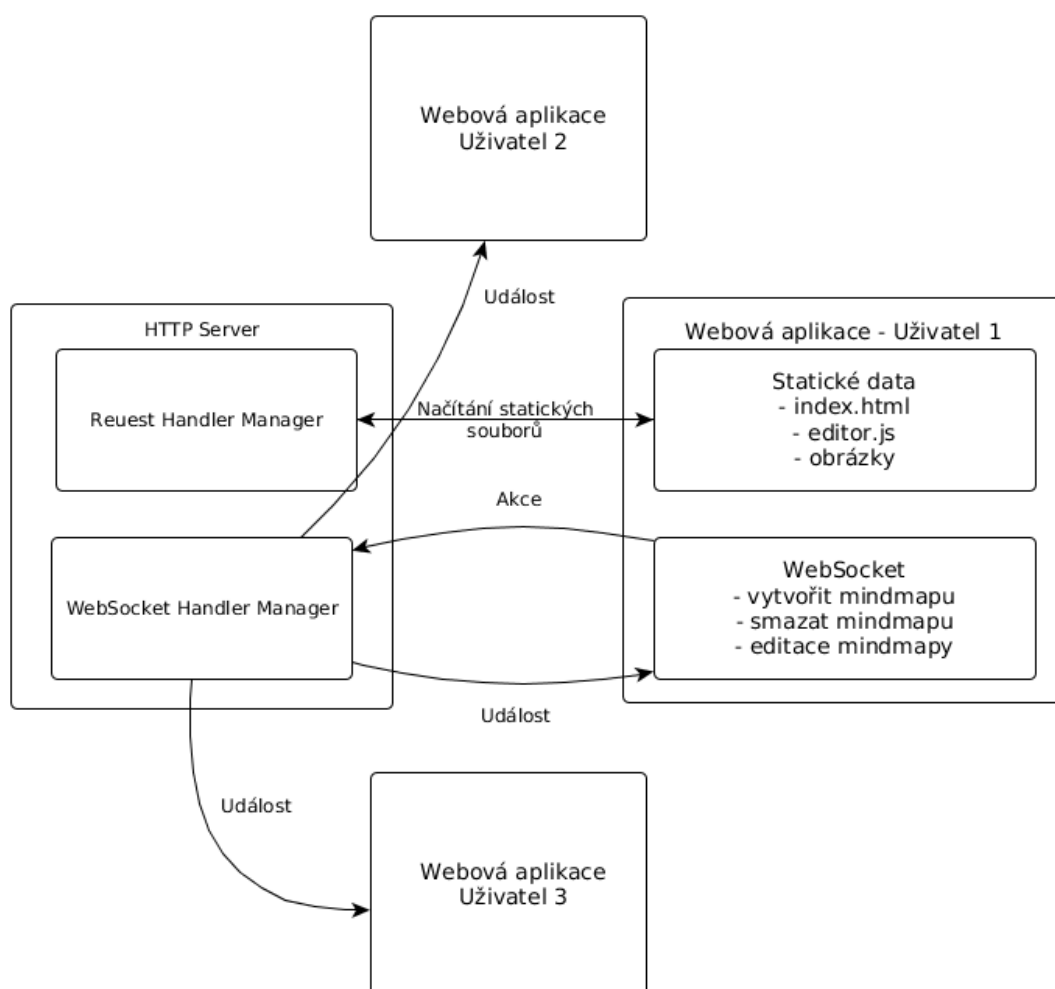 Webová aplikace
Uživatel 2
Událost
HTTP Server
Reuest Handler Manager
WebSocket Handler Manager
Načítání statických
souborů
Akce
Událost
Webová aplikace - Uživatel 1
Statické data
- index.html
- editor.js
- obrázky
WebSocket
- vytvořit mindmapu
- smazat mindmapu
- editace mindmapy
Událost
Webová aplikace
Uživatel 3